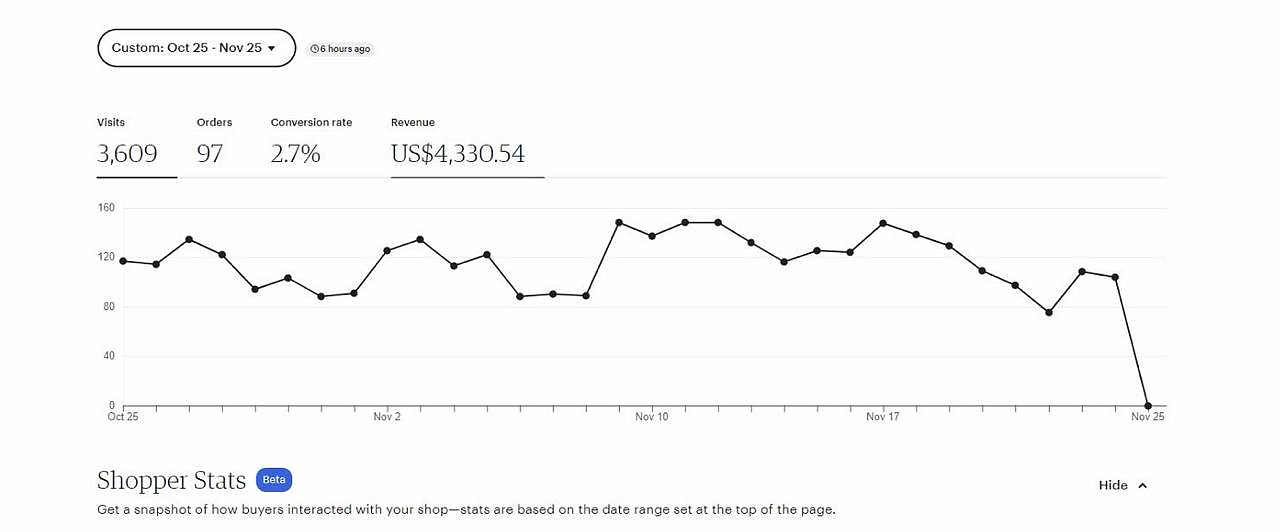 Custom: Oct 25 - Nov 25
6 hours ago
Visits Orders Conversion rate Revenue
3,609 97 2.7% US$4,330.54
160
120
80
40
0
Oct 25 Nov 2 Nov 10 Nov 17 Nov 25
Shopper Stats Beta
Hide
Get a snapshot of how buyers interacted with your shop—stats are based on the date range set at the top of the page.